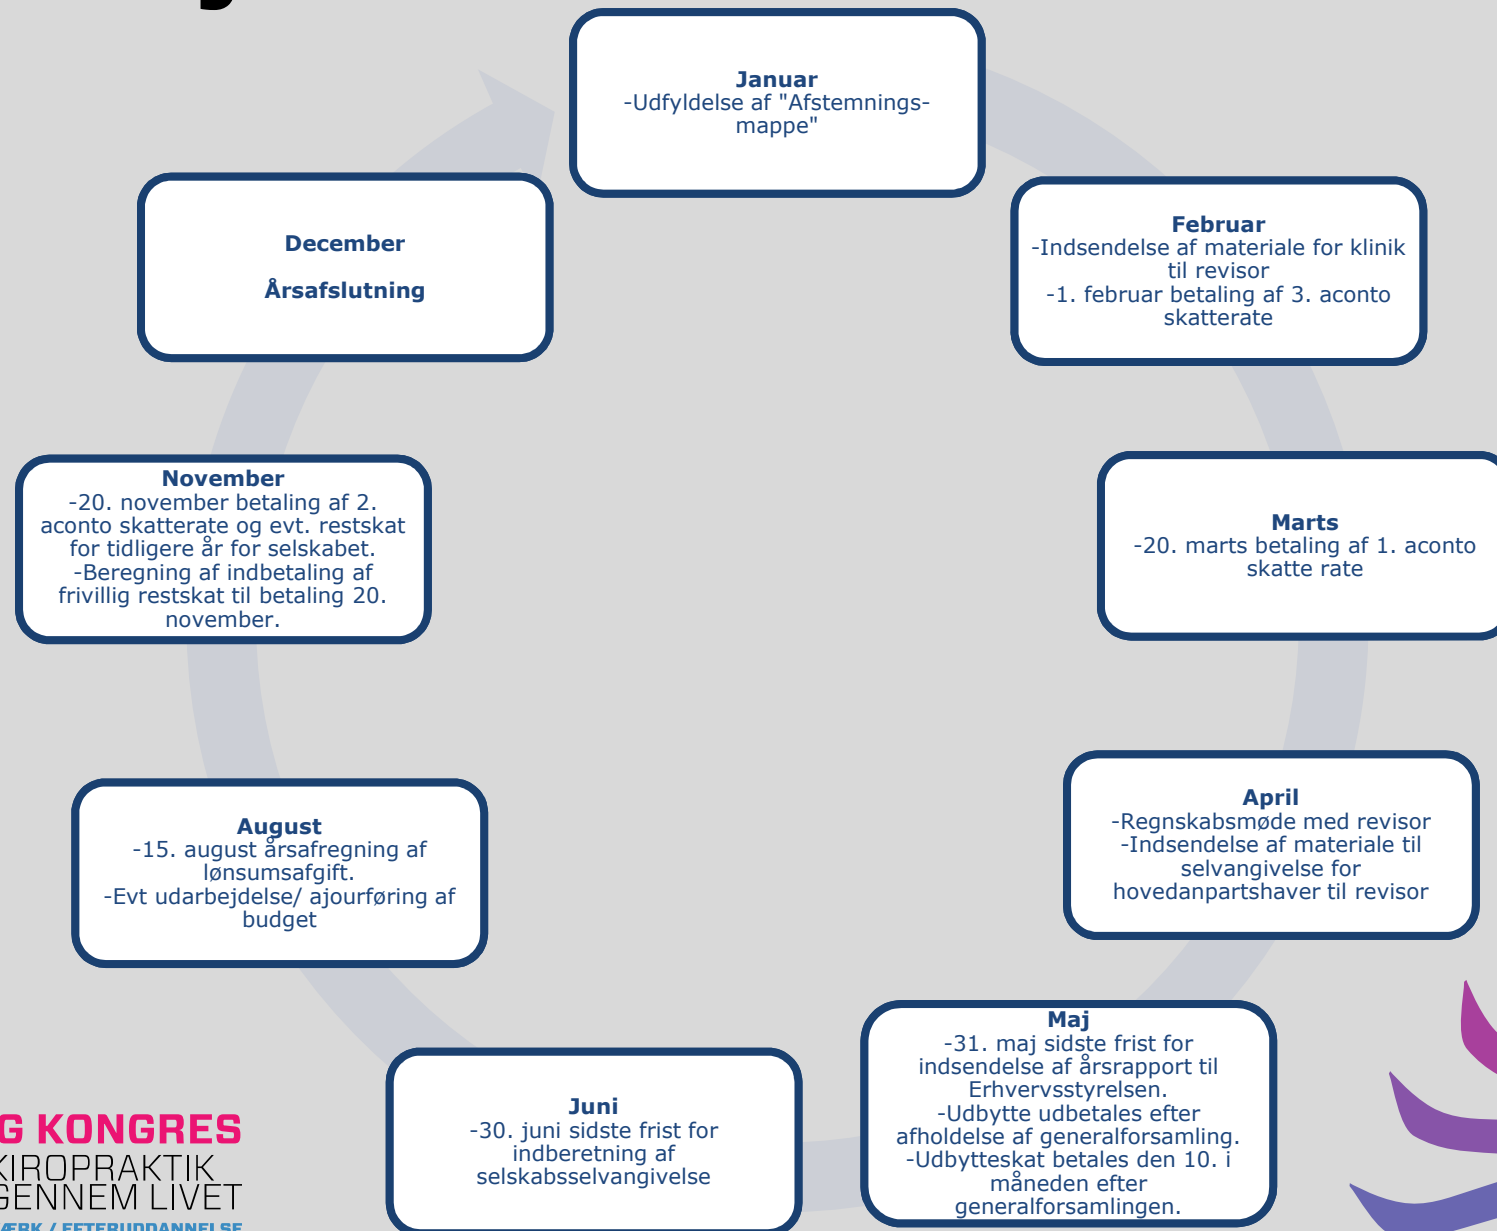 Januar
-Udfyldelse af "Afstemnings-
mappe"
Februar
-Indsendelse af materiale for klinik
til revisor
-1. februar betaling af 3. aconto
skatterate
Marts
-20. marts betaling af 1. aconto
skatte rate
April
-Regnskabsmøde med revisor
-Indsendelse af materiale til
selvangivelse for
hovedanpartshaver til revisor
Maj
-31. maj sidste frist for
indsendelse af årsrapport til
Erhvervsstyrelsen.
-Udbytte udbetales efter
afholdelse af generalforsamling.
-Udbytteskat betales den 10. i
måneden efter
generalforsamlingen.
Juni
-30. juni sidste frist for
indberetning af
selskabsselvangivelse
August
-15. august årsafregning af
lønsumsafgift.
-Evt udarbejdelse/ ajourføring af
budget
November
-20. november betaling af 2.
aconto skatterate og evt. restskat
for tidligere år for selskabet.
-Beregning af indbetaling af
frivillig restskat til betaling 20.
november.
December
Årsafslutning
G KONGRES
KIROPRAKTIK
GENNEM LIVET
ÆRK / EFTERUDDANNELSE